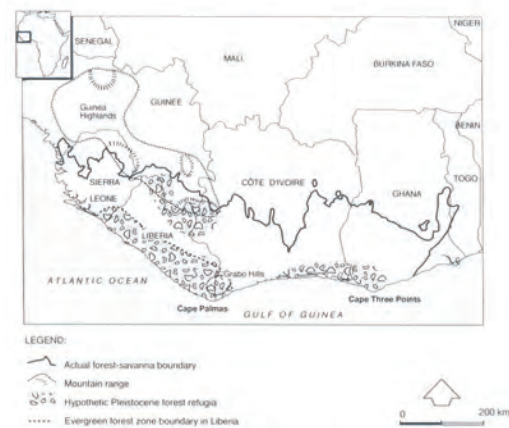 NIGER
SENEGAL
MALI
BURKINA FASO
Guinea
Highlands
GUINEE
BENIN
TOGO
SIERRA
LEONE
CÔTE D'IVOIRE
GHANA
LIBERIA
Grabo Hills
ATLANTIC OCEAN
Cape Palmas
Cape Three Points
GULF OF GUINEA
LEGEND:
Actual forest-savanna boundary
Mountain range
Hypothetic Pleistocene forest refugia
Evergreen forest zone boundary in Liberia
0 200 km